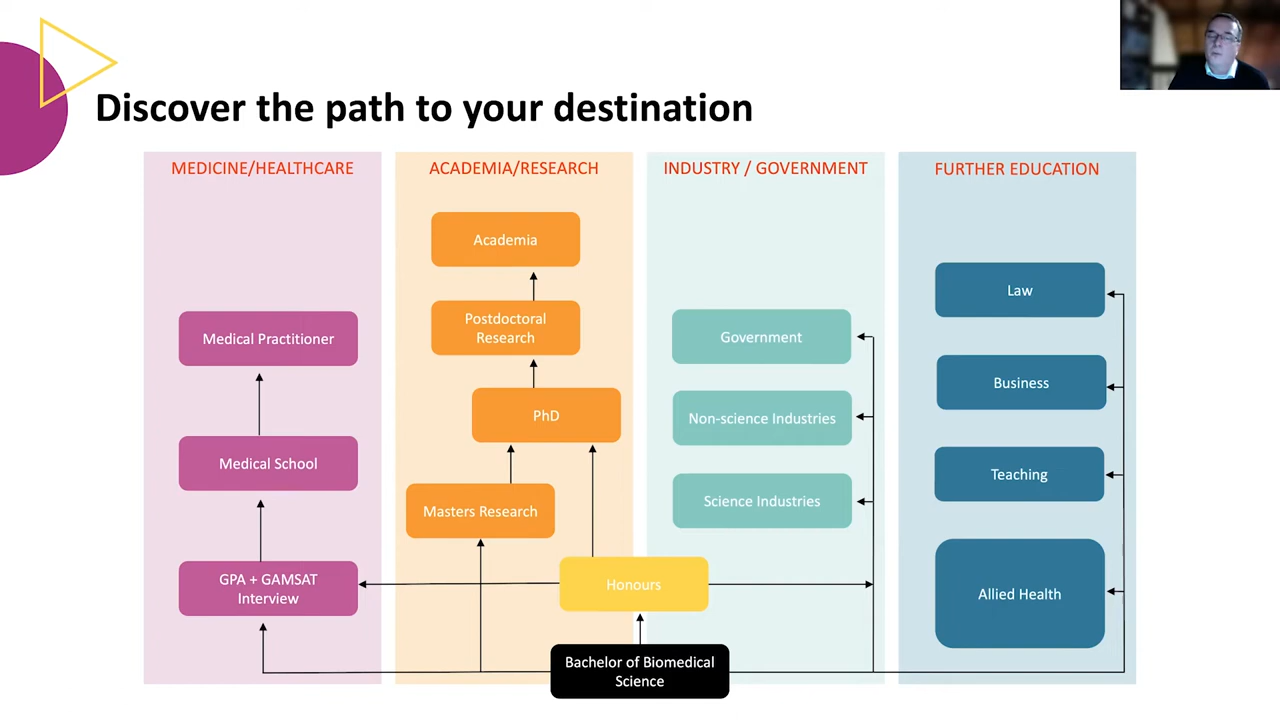 Discover the path to your destination
MEDICINE/HEALTHCARE
Medical Practitioner
Medical School
GPA + GAMSAT
Interview
ACADEMIA/RESEARCH
Academia
Postdoctoral
Research
PhD
Masters Research
Honours
Bachelor of Biomedical
Science
INDUSTRY / GOVERNMENT
Government
Non-science Industries
Science Industries
FURTHER EDUCATION
Law
Business
Teaching
Allied Health